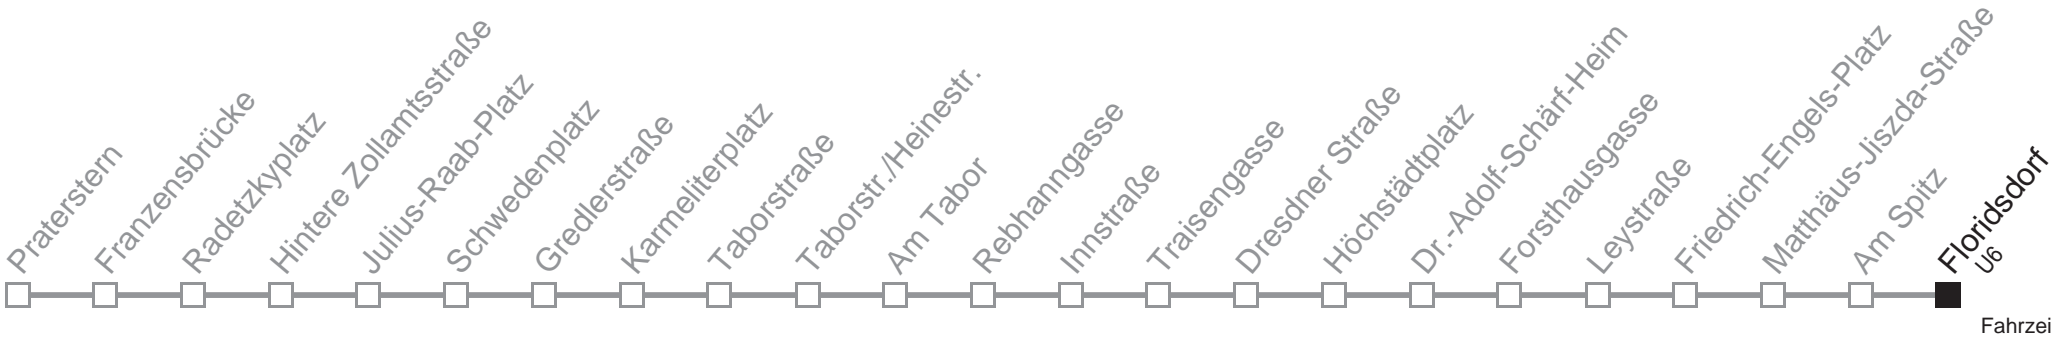 Praterstern
Franzensbrücke
Radetzkyplatz
Hintere Zollamtsstraße
Julius-Raab-Platz
Schwedenplatz
Gredlerstraße
Karmeliterplatz
Taborstraße
Taborstr./Heinestr.
Am Tabor
Rebhanngasse
Innstraße
Traisengasse
Dresdner Straße
Höchstädtplatz
Dr.-Adolf-Schärf-Heim
Forsthausgasse
Leystraße
Friedrich-Engels-Platz
Matthäus-Jiszda-Straße
Am Spitz
Floridsdorf
U6
Fahrzei